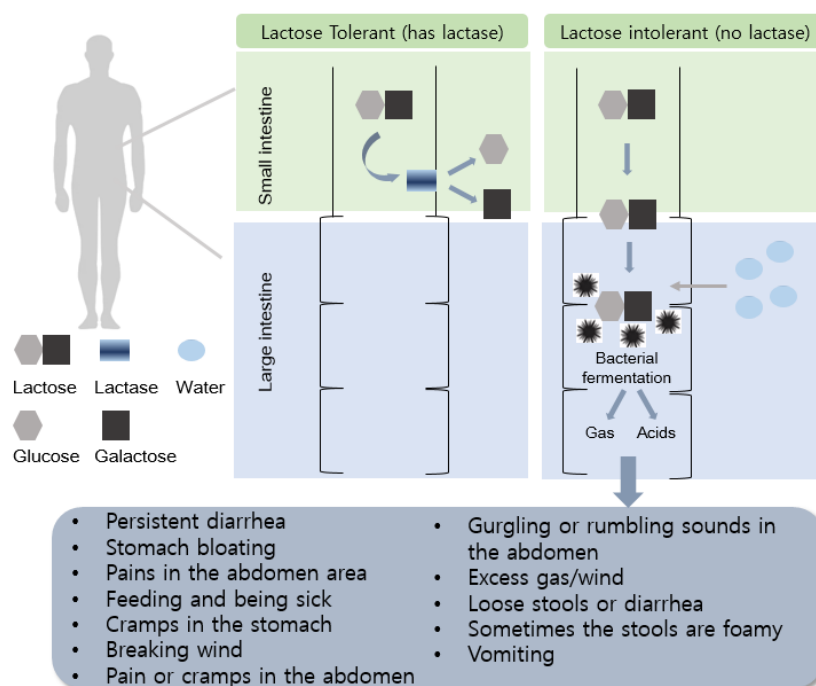 Lactose Tolerant (has lactase)
Lactose intolerant (no lactase)
Small intestine
Large intestine
Lactose
Lactase
Water
Glucose
Galactose
Bacterial
fermentation
Gas
Acids
• Persistent diarrhea
• Stomach bloating
• Pains in the abdomen area
• Feeding and being sick
• Cramps in the stomach
• Breaking wind
• Pain or cramps in the abdomen
• Gurgling or rumbling sounds in
the abdomen
• Excess gas/wind
• Loose stools or diarrhea
• Sometimes the stools are foamy
• Vomiting